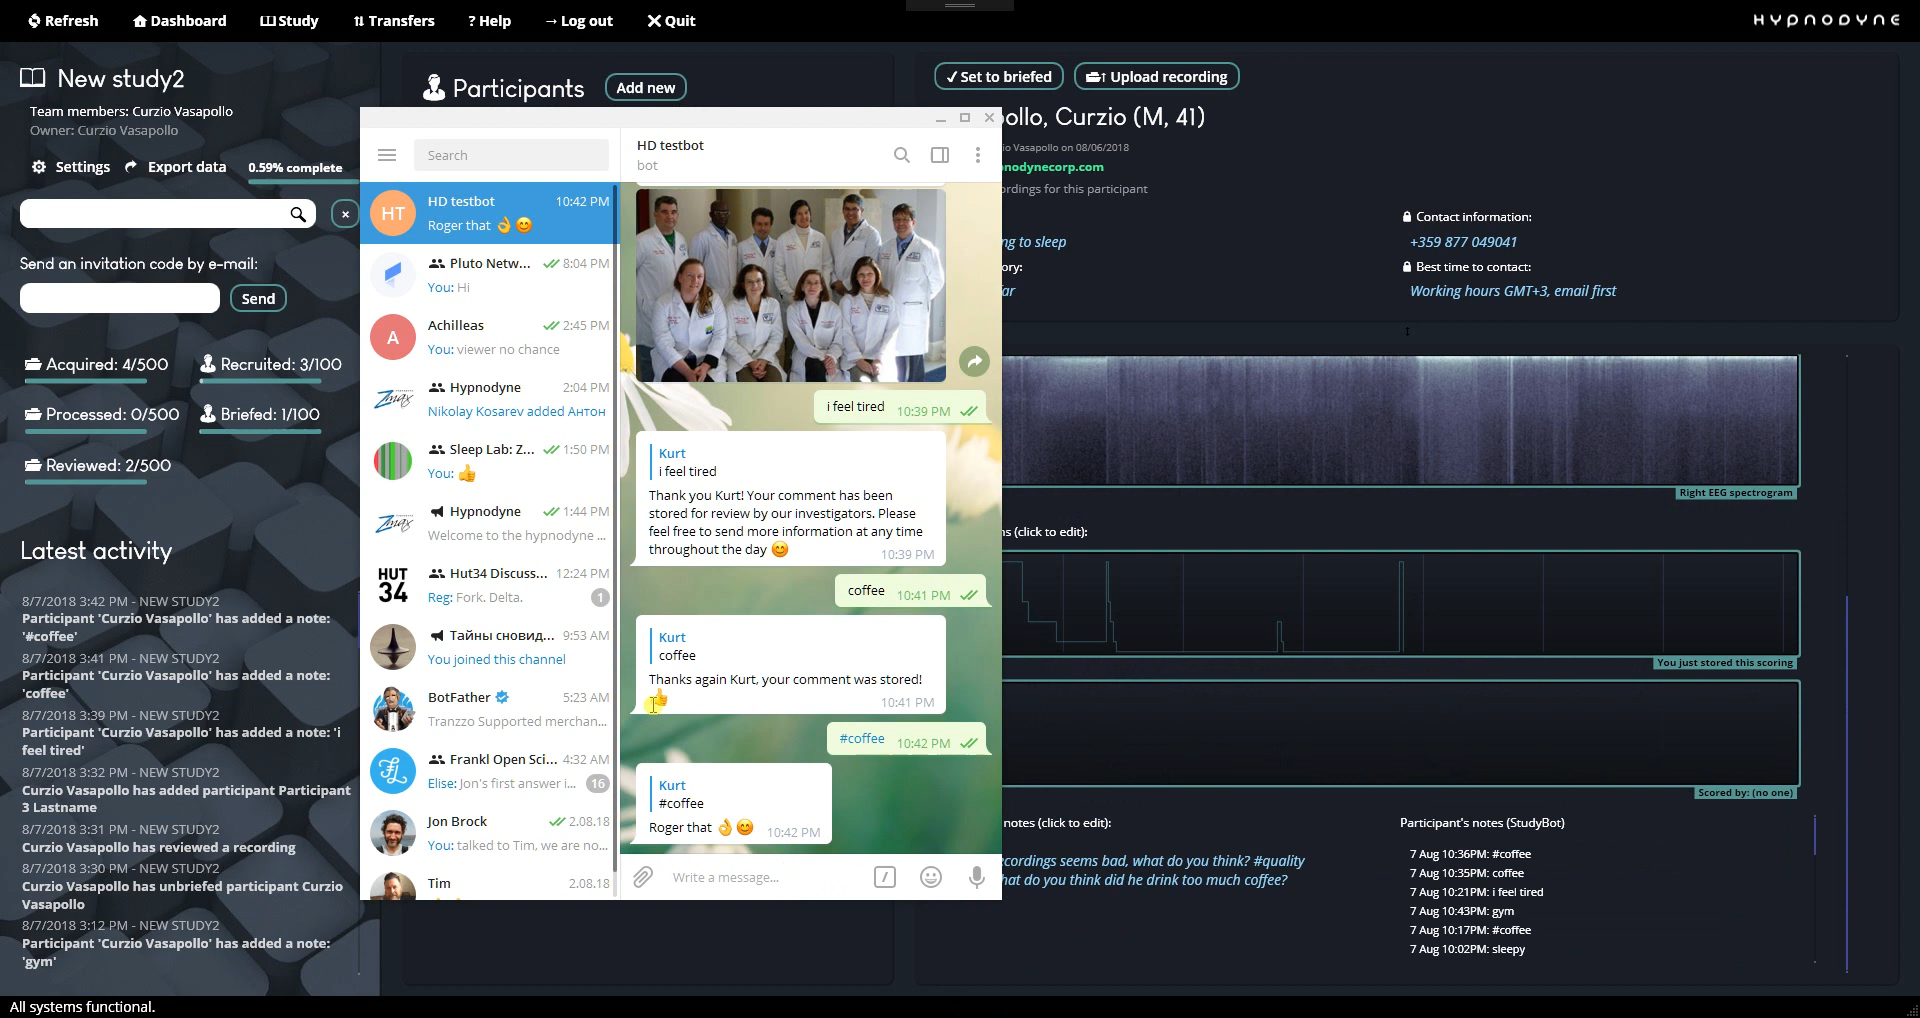 Refresh
Dashboard
Study
Transfers
? Help
→ Log out
Quit
HYPNODYNE
New study2
Team members: Curzio Vasapollo
Owner: Curzio Vasapollo
Settings
Export data
0.59% complete
Send an invitation code by e-mail:
Send
Acquired: 4/500
Recruited: 3/100
Processed: 0/500
Briefed: 1/100
Reviewed: 2/500
Latest activity
8/7/2018 3:42 PM - NEW STUDY2
Participant 'Curzio Vasapollo' has added a note:
'#coffee'
8/7/2018 3:41 PM - NEW STUDY2
Participant 'Curzio Vasapollo' has added a note:
'coffee'
8/7/2018 3:39 PM - NEW STUDY2
Participant 'Curzio Vasapollo' has added a note: 'i
feel tired'
8/7/2018 3:32 PM - NEW STUDY2
Curzio Vasapollo has added participant Participant
3 Lastname
8/7/2018 3:31 PM - NEW STUDY2
Curzio Vasapollo has reviewed a recording
8/7/2018 3:30 PM - NEW STUDY2
Curzio Vasapollo has unbriefed participant Curzio
Vasapollo
8/7/2018 3:12 PM - NEW STUDY2
Participant 'Curzio Vasapollo' has added a note:
'gym'
All systems functional.
Participants
Add new
Search
HT
HD testbot
10:42 PM
Roger that 👌😊
Pluto Netw...
8:04 PM
You: Hi
A
Achilleas
2:45 PM
You: viewer no chance
Zmax
Hypnodyne
2:04 PM
Nikolay Kosarev added Антон
Sleep Lab: Z...
1:50 PM
You: 👍
Zmax
Hypnodyne
1:44 PM
Welcome to the hypnodyne ...
HUT
34
Hut34 Discuss...
12:24 PM
Reg: Fork. Delta.
1
Тайны сновид...
9:53 AM
You joined this channel
BotFather
5:23 AM
Tranzzo Supported merchan...
Frankl Open Sci...
4:32 AM
Elise: Jon's first answer i...
16
Jon Brock
2.08.18
You: talked to Tim, we are no...
Tim
2.08.18
HD testbot
bot
i feel tired 10:39 PM
Kurt
i feel tired
Thank you Kurt! Your comment has been
stored for review by our investigators. Please
feel free to send more information at any time
throughout the day 😊 10:39 PM
coffee 10:41 PM
Kurt
coffee
Thanks again Kurt, your comment was stored!
👍 10:41 PM
#coffee 10:42 PM
Kurt
#coffee
Roger that 👌😊 10:42 PM
Write a message...
Set to briefed
Upload recording
ollo, Curzio (M, 41)
io Vasapollo on 08/06/2018
nodynecorp.com
ordings for this participant
ng to sleep
ory:
ar
Contact information:
+359 877 049041
Best time to contact:
Working hours GMT+3, email first
Right EEG spectrogram
ns (click to edit):
You just stored this scoring
Scored by: (no one)
notes (click to edit):
ecordings seems bad, what do you think? #quality
hat do you think did he drink too much coffee?
Participant's notes (StudyBot)
7 Aug 10:36PM: #coffee
7 Aug 10:35PM: coffee
7 Aug 10:21PM: i feel tired
7 Aug 10:43PM: gym
7 Aug 10:17PM: #coffee
7 Aug 10:02PM: sleepy